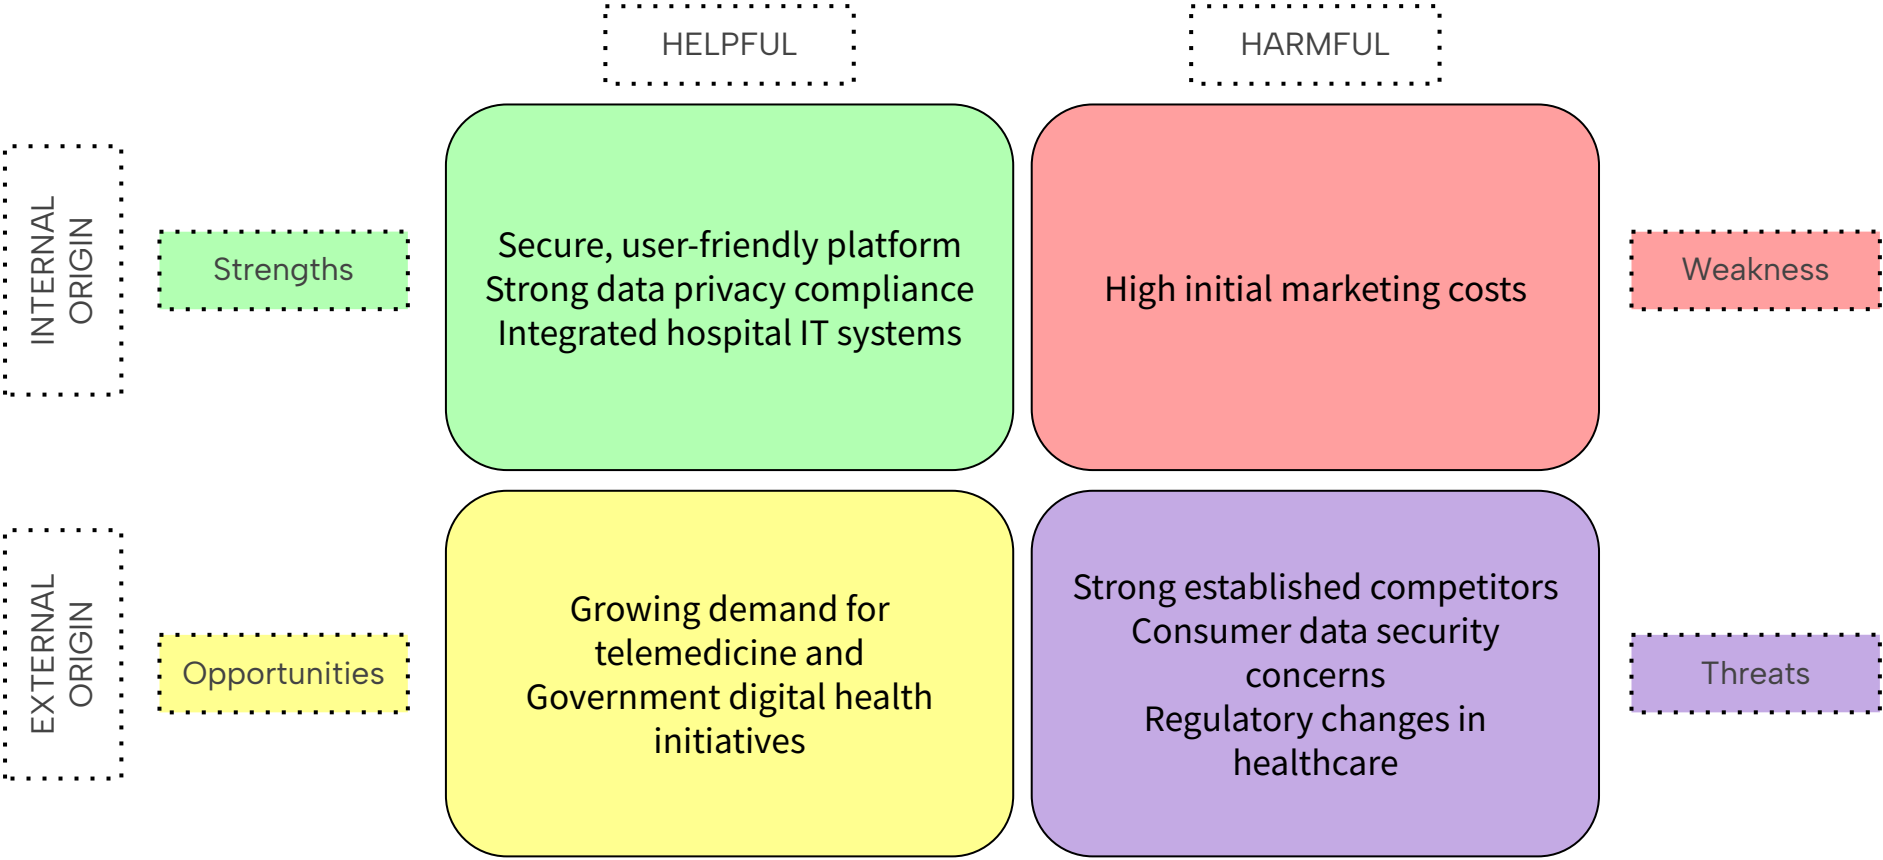 HELPFUL
HARMFUL
INTERNAL
ORIGIN
Strengths
Secure, user-friendly platform
Strong data privacy compliance
Integrated hospital IT systems
High initial marketing costs
Weakness
EXTERNAL
ORIGIN
Opportunities
Growing demand for
telemedicine and
Government digital health
initiatives
Strong established competitors
Consumer data security
concerns
Regulatory changes in
healthcare
Threats